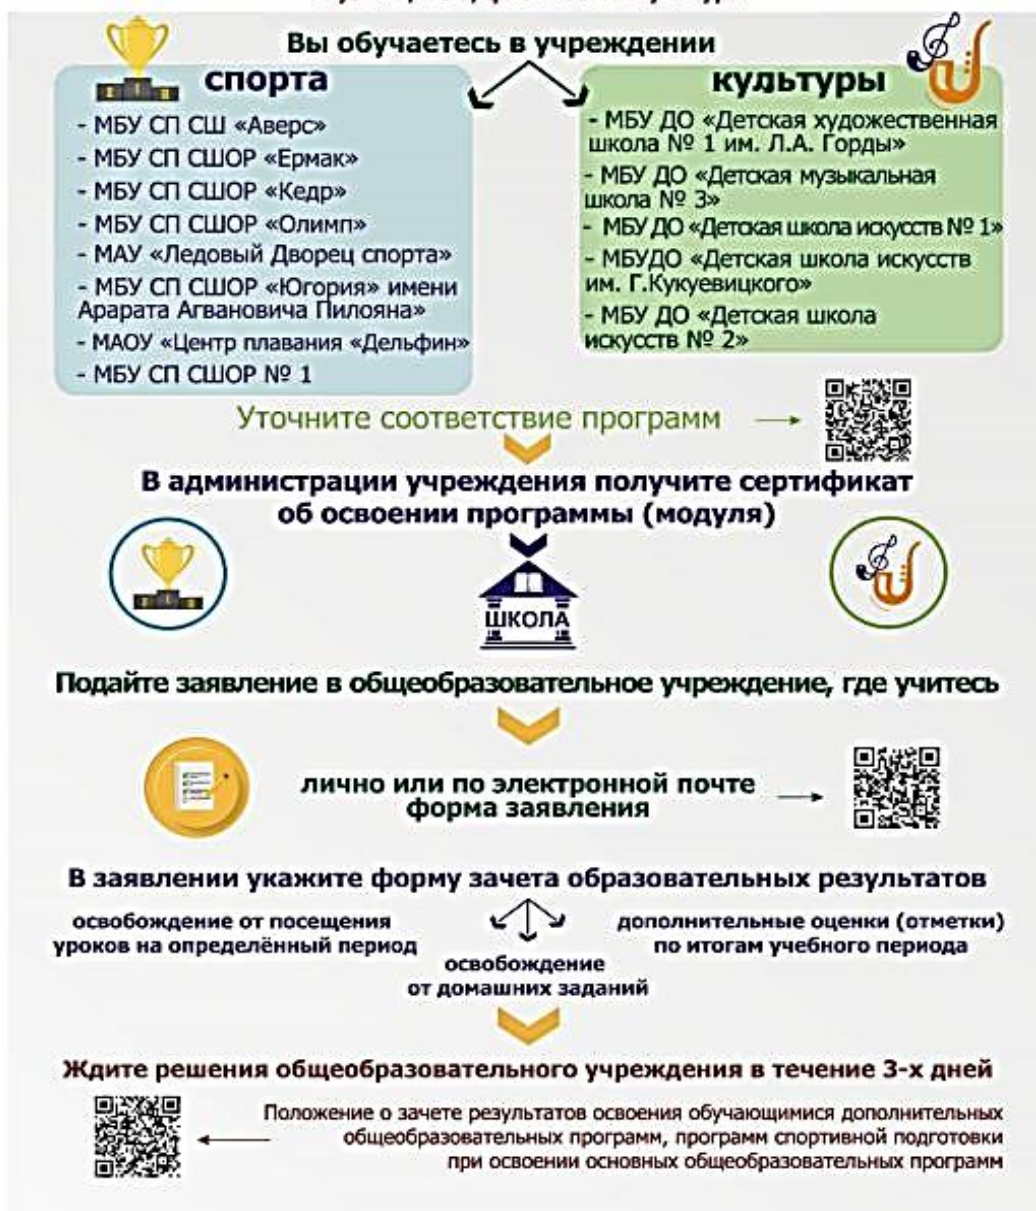 Вы обучаетесь в учреждении
спорта
- МБУ СП СШ «Аверс»
- МБУ СП СШОР «Ермак»
- МБУ СП СШОР «Кедр»
- МБУ СП СШОР «Олимп»
- МАУ «Ледовый Дворец спорта»
- МБУ СП СШОР «Югория» имени
Арарата Агвановича Пилояна»
- МАОУ «Центр плавания «Дельфин»
- МБУ СП СШОР № 1
культуры
- МБУ ДО «Детская художественная
школа № 1 им. Л.А. Горды»
- МБУ ДО «Детская музыкальная
школа № 3»
- МБУ ДО «Детская школа искусств № 1»
- МБУДО «Детская школа искусств
им. Г.Кукуевицкого»
- МБУ ДО «Детская школа
искусств № 2»
Уточните соответствие программ
В администрации учреждения получите сертификат
об освоении программы (модуля)
ШКОЛА
Подайте заявление в общеобразовательное учреждение, где учитесь
лично или по электронной почте
форма заявления
В заявлении укажите форму зачета образовательных результатов
освобождение от посещения
уроков на определённый период
освобождение
от домашних заданий
дополнительные оценки (отметки)
по итогам учебного периода
Ждите решения общеобразовательного учреждения в течение 3-х дней
Положение о зачете результатов освоения обучающимися дополнительных
общеобразовательных программ, программ спортивной подготовки
при освоении основных общеобразовательных программ